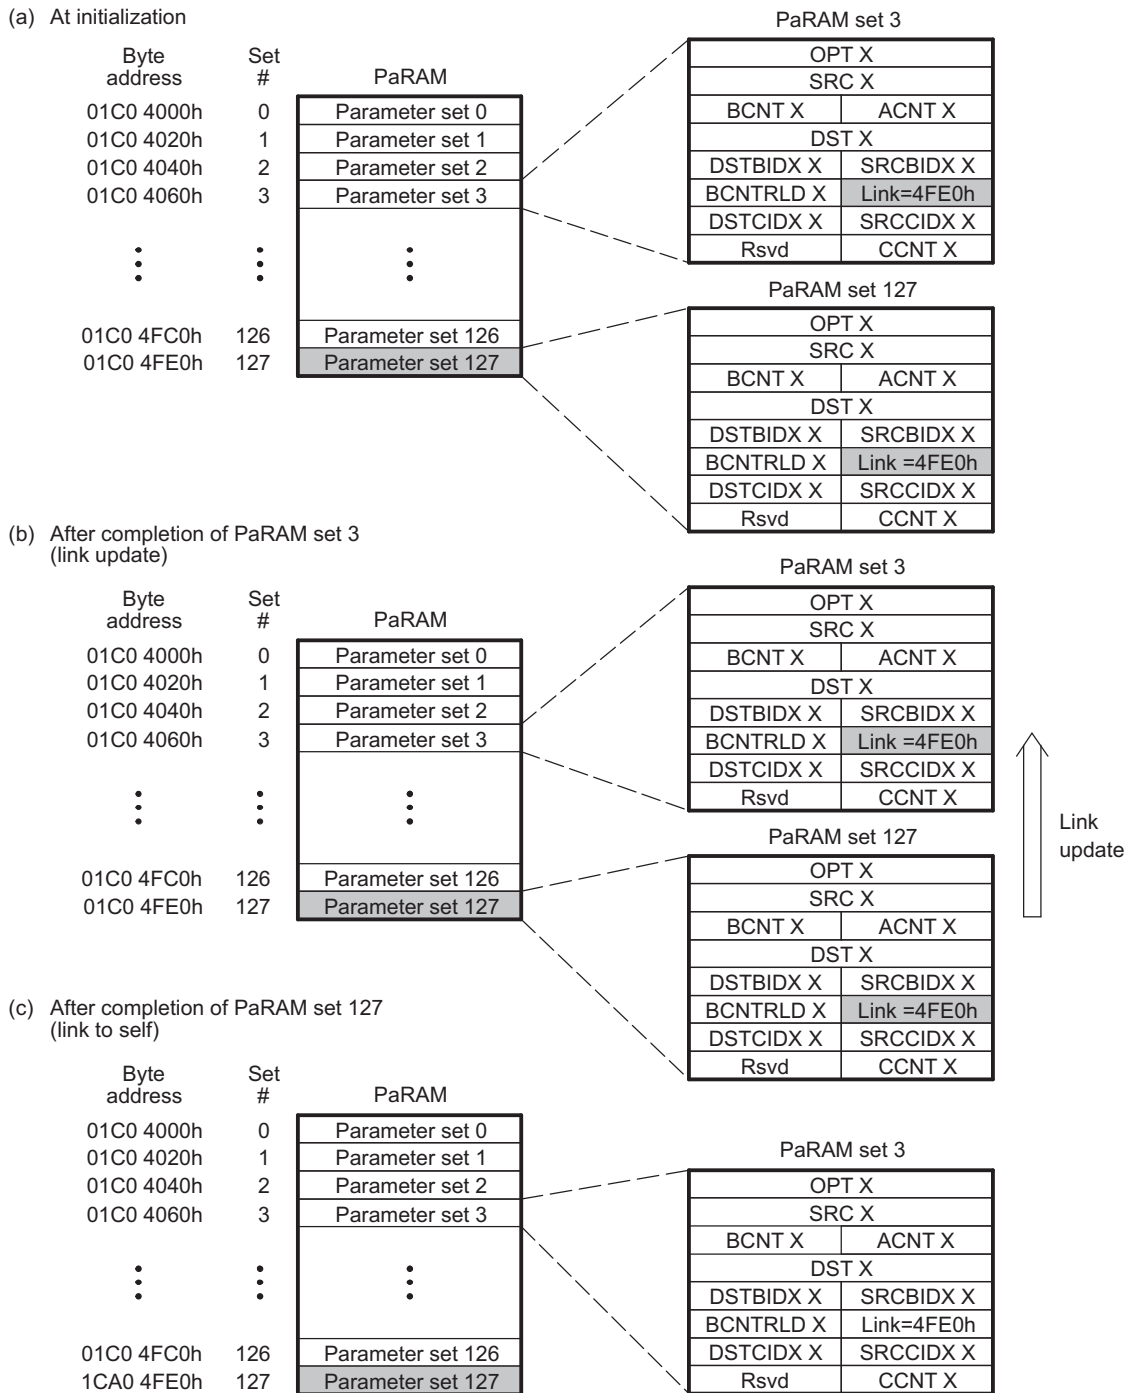 (a) At initialization
Byte address Set # PaRAM
01C0 4000h 0 Parameter set 0
01C0 4020h 1 Parameter set 1
01C0 4040h 2 Parameter set 2
01C0 4060h 3 Parameter set 3
01C0 4FC0h 126 Parameter set 126
01C0 4FE0h 127 Parameter set 127
PaRAM set 3
OPT X
SRC X
BCNT X ACNT X
DST X
DSTBIDX X SRCBIDX X
BCNTRLD X Link=4FE0h
DSTCIDX X SRCCIDX X
Rsvd CCNT X
PaRAM set 127
OPT X
SRC X
BCNT X ACNT X
DST X
DSTBIDX X SRCBIDX X
BCNTRLD X Link =4FE0h
DSTCIDX X SRCCIDX X
Rsvd CCNT X
(b) After completion of PaRAM set 3
(link update)
Byte address Set # PaRAM
01C0 4000h 0 Parameter set 0
01C0 4020h 1 Parameter set 1
01C0 4040h 2 Parameter set 2
01C0 4060h 3 Parameter set 3
01C0 4FC0h 126 Parameter set 126
01C0 4FE0h 127 Parameter set 127
PaRAM set 3
OPT X
SRC X
BCNT X ACNT X
DST X
DSTBIDX X SRCBIDX X
BCNTRLD X Link =4FE0h
DSTCIDX X SRCCIDX X
Rsvd CCNT X
PaRAM set 127
OPT X
SRC X
BCNT X ACNT X
DST X
DSTBIDX X SRCBIDX X
BCNTRLD X Link =4FE0h
DSTCIDX X SRCCIDX X
Rsvd CCNT X
Link
update
(c) After completion of PaRAM set 127
(link to self)
Byte address Set # PaRAM
01C0 4000h 0 Parameter set 0
01C0 4020h 1 Parameter set 1
01C0 4040h 2 Parameter set 2
01C0 4060h 3 Parameter set 3
01C0 4FC0h 126 Parameter set 126
1CA0 4FE0h 127 Parameter set 127
PaRAM set 3
OPT X
SRC X
BCNT X ACNT X
DST X
DSTBIDX X SRCBIDX X
BCNTRLD X Link=4FE0h
DSTCIDX X SRCCIDX X
Rsvd CCNT X